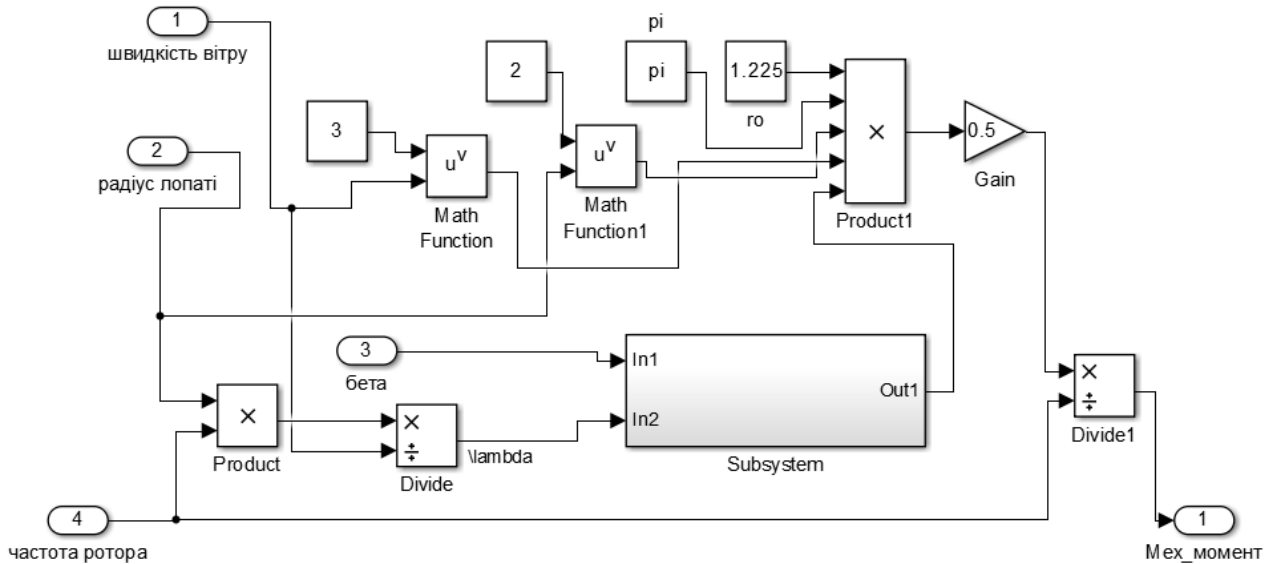 1
швидкість вітру
pi
2
pi
1.225
ro
3
u^v
u^v
×
0.5
Gain
2
радіус лопаті
Math
Function
Math
Function1
Product1
3
бета
In1
In2
Out1
Subsystem
×
Product
×
÷
Divide
\lambda
×
÷
Divide1
4
частота ротора
1
Мех_момент